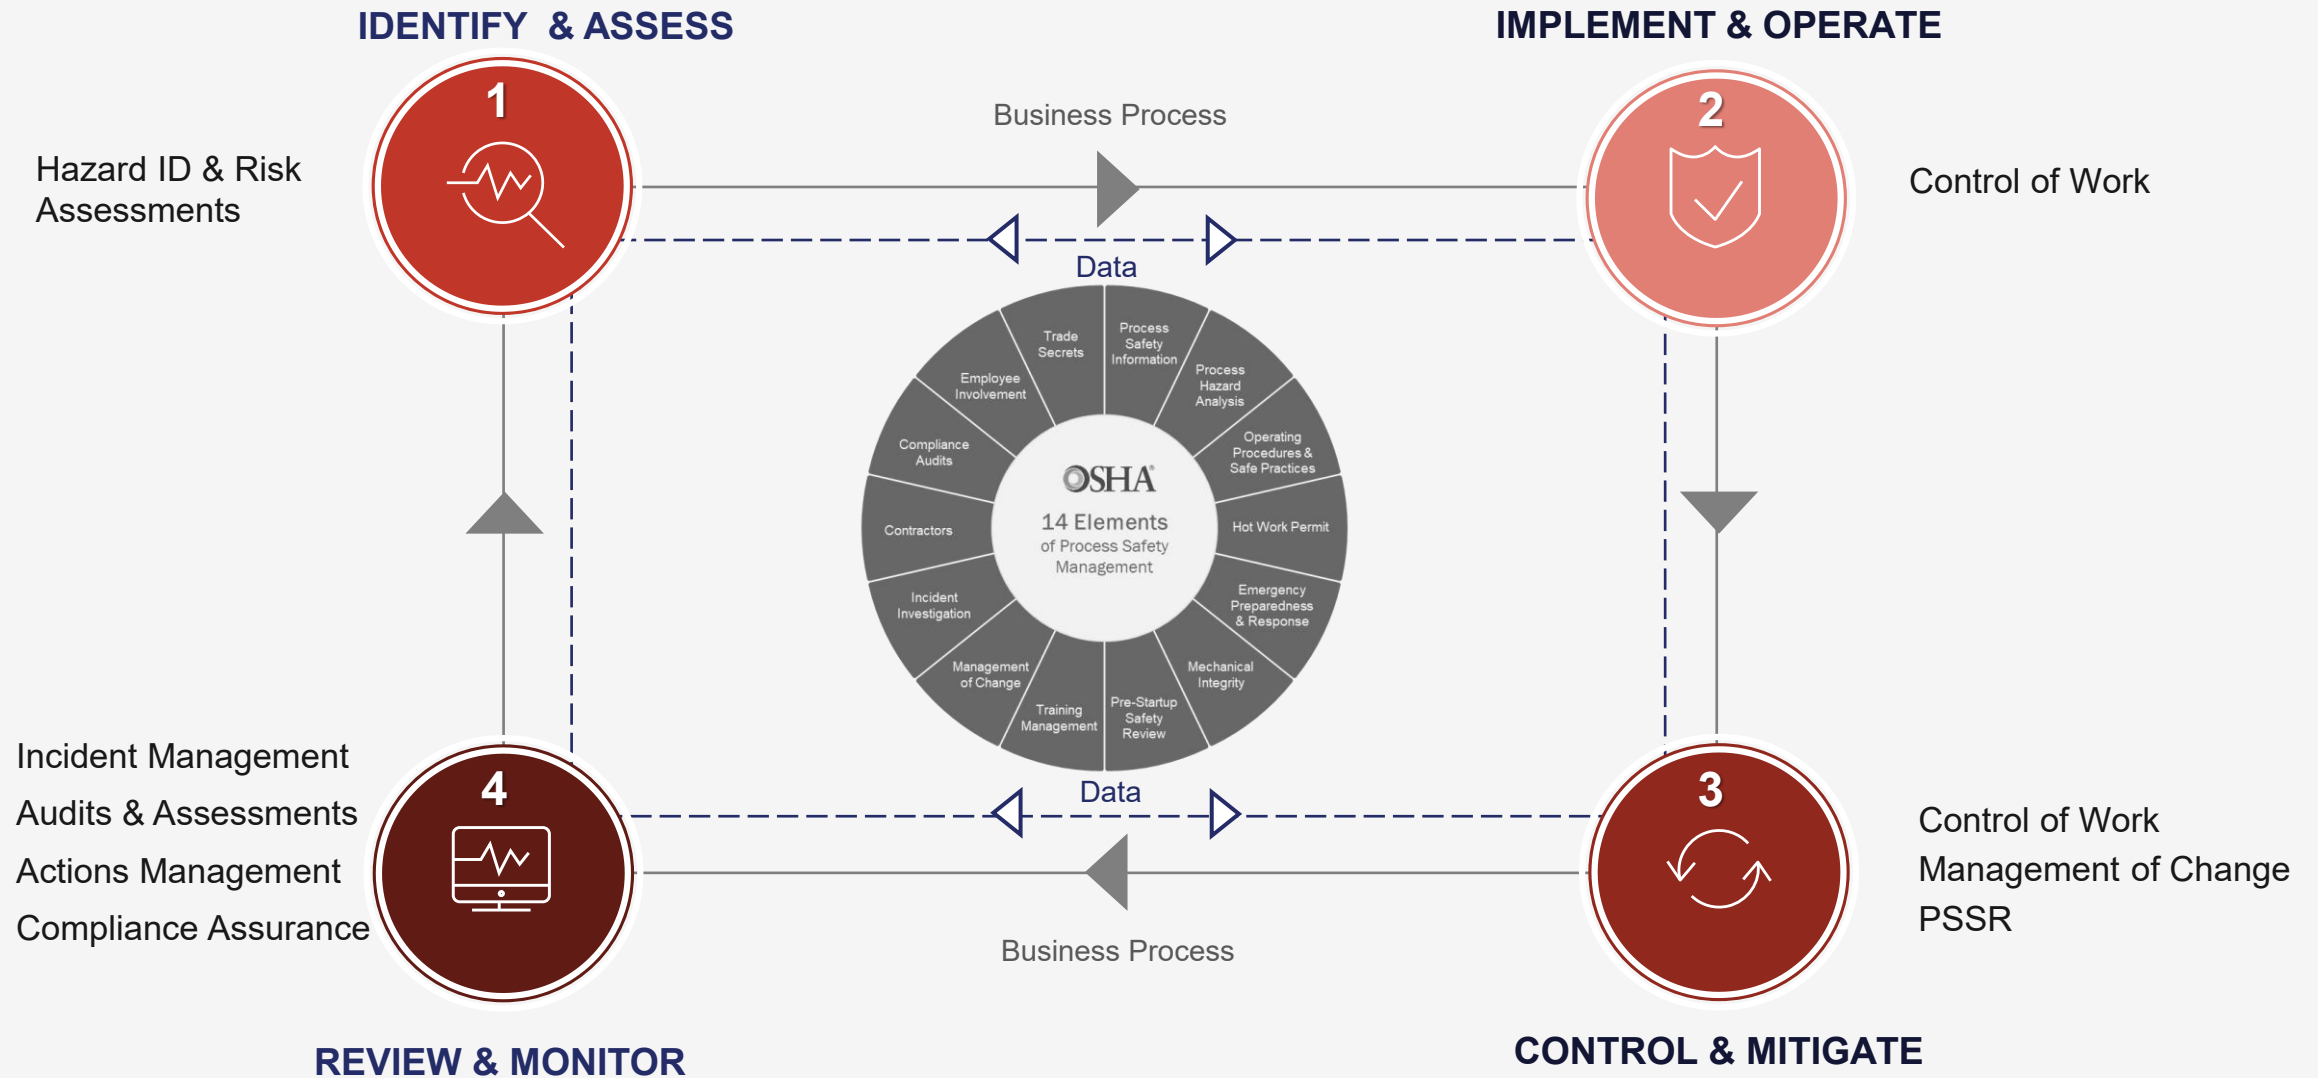 IDENTIFY & ASSESS
IMPLEMENT & OPERATE
1
2
Business Process
Hazard ID & Risk
Assessments
Control of Work
Data
Process
Safety
Information
Process
Hazard
Analysis
Operating
Procedures &
Safe Practices
Hot Work Permit
Emergency
Preparedness
& Response
Mechanical
Integrity
Pre-Startup
Safety
Review
Training
Management
Management
of Change
Incident
Investigation
Contractors
Compliance
Audits
Employee
Involvement
Trade
Secrets
OSHA®
14 Elements
of Process Safety
Management
Data
4
3
Incident Management
Audits & Assessments
Actions Management
Compliance Assurance
Control of Work
Management of Change
PSSR
Business Process
REVIEW & MONITOR
CONTROL & MITIGATE